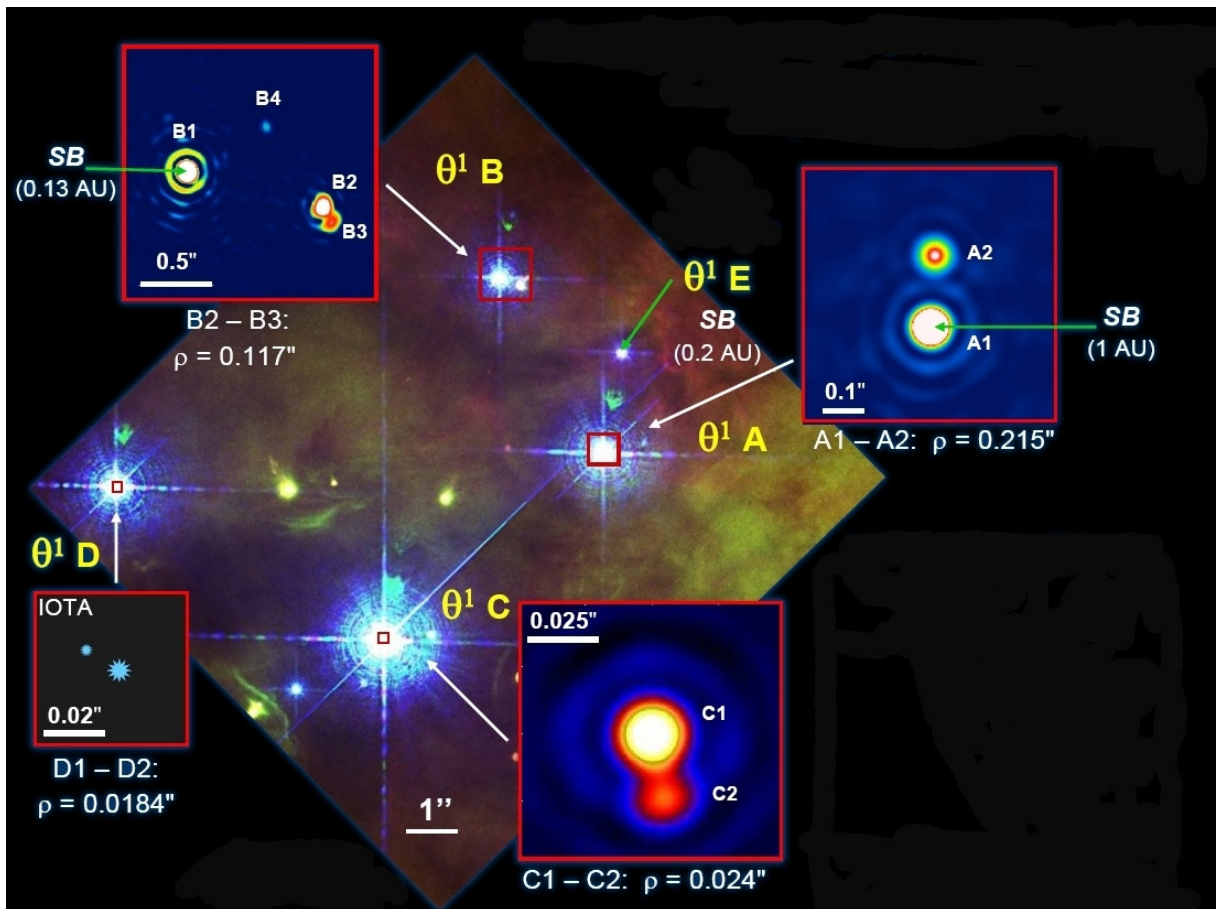 B4
B1
SB
(0.13 AU)
B2
B3
0.5"
B2 – B3:
ρ = 0.117"
θ¹ B
θ¹ E
SB
(0.2 AU)
A2
A1
SB
(1 AU)
0.1"
A1 – A2: ρ = 0.215"
θ¹ A
θ¹ D
IOTA
0.02"
D1 – D2:
ρ = 0.0184"
θ¹ C
1’’
0.025"
C1
C2
C1 – C2: ρ = 0.024"